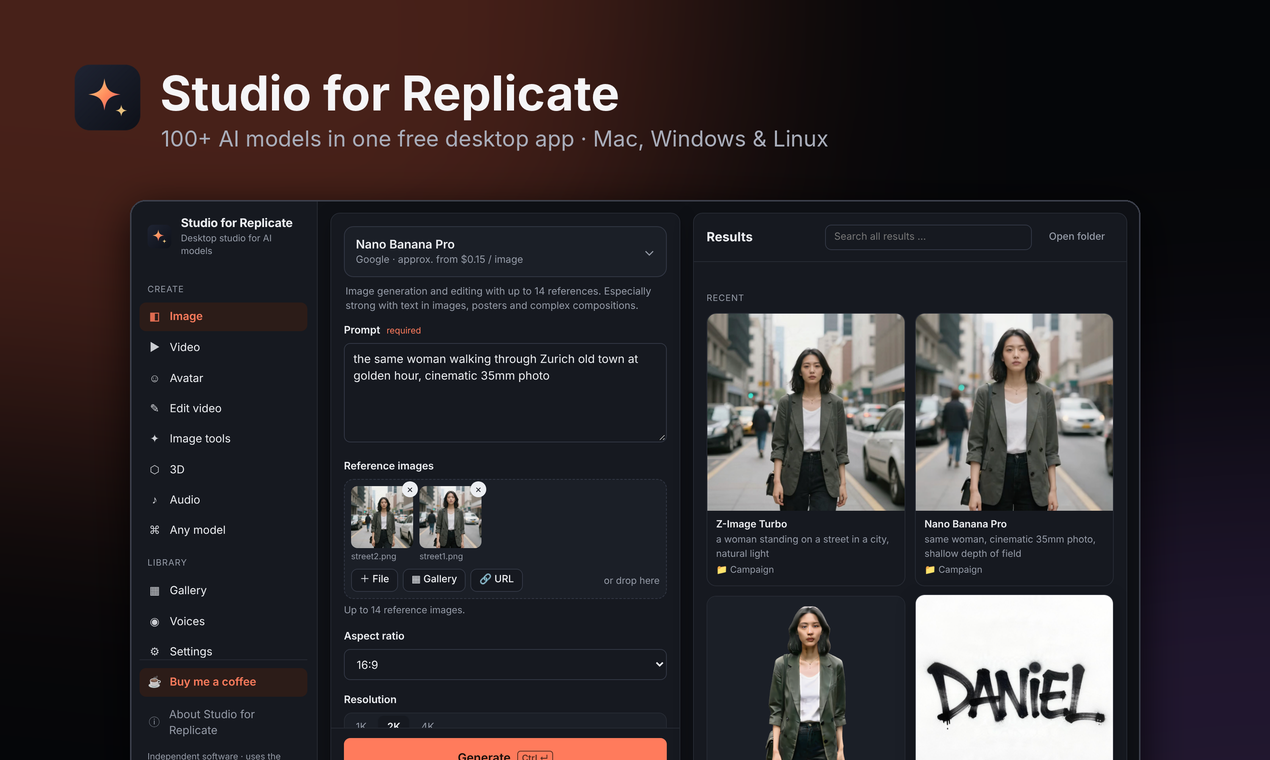 Studio for Replicate
100+ AI models in one free desktop app · Mac, Windows & Linux
Studio for Replicate
Desktop studio for AI
models
CREATE
Image
Video
Avatar
Edit video
Image tools
3D
Audio
Any model
LIBRARY
Gallery
Voices
Settings
Buy me a coffee
About Studio for
Replicate
Independent software · uses the
Nano Banana Pro
Google · approx. from $0.15 / image
Image generation and editing with up to 14 references. Especially
strong with text in images, posters and complex compositions.
Prompt required
the same woman walking through Zurich old town at
golden hour, cinematic 35mm photo
Reference images
street2.png
street1.png
+ File
Gallery
URL
or drop here
Up to 14 reference images.
Aspect ratio
16:9
Resolution
1K 2K 4K
Generate Ctrl ↵
Results
Search all results ...
Open folder
RECENT
Z-Image Turbo
a woman standing on a street in a city,
natural light
Campaign
Nano Banana Pro
same woman, cinematic 35mm photo,
shallow depth of field
Campaign
DANiEL